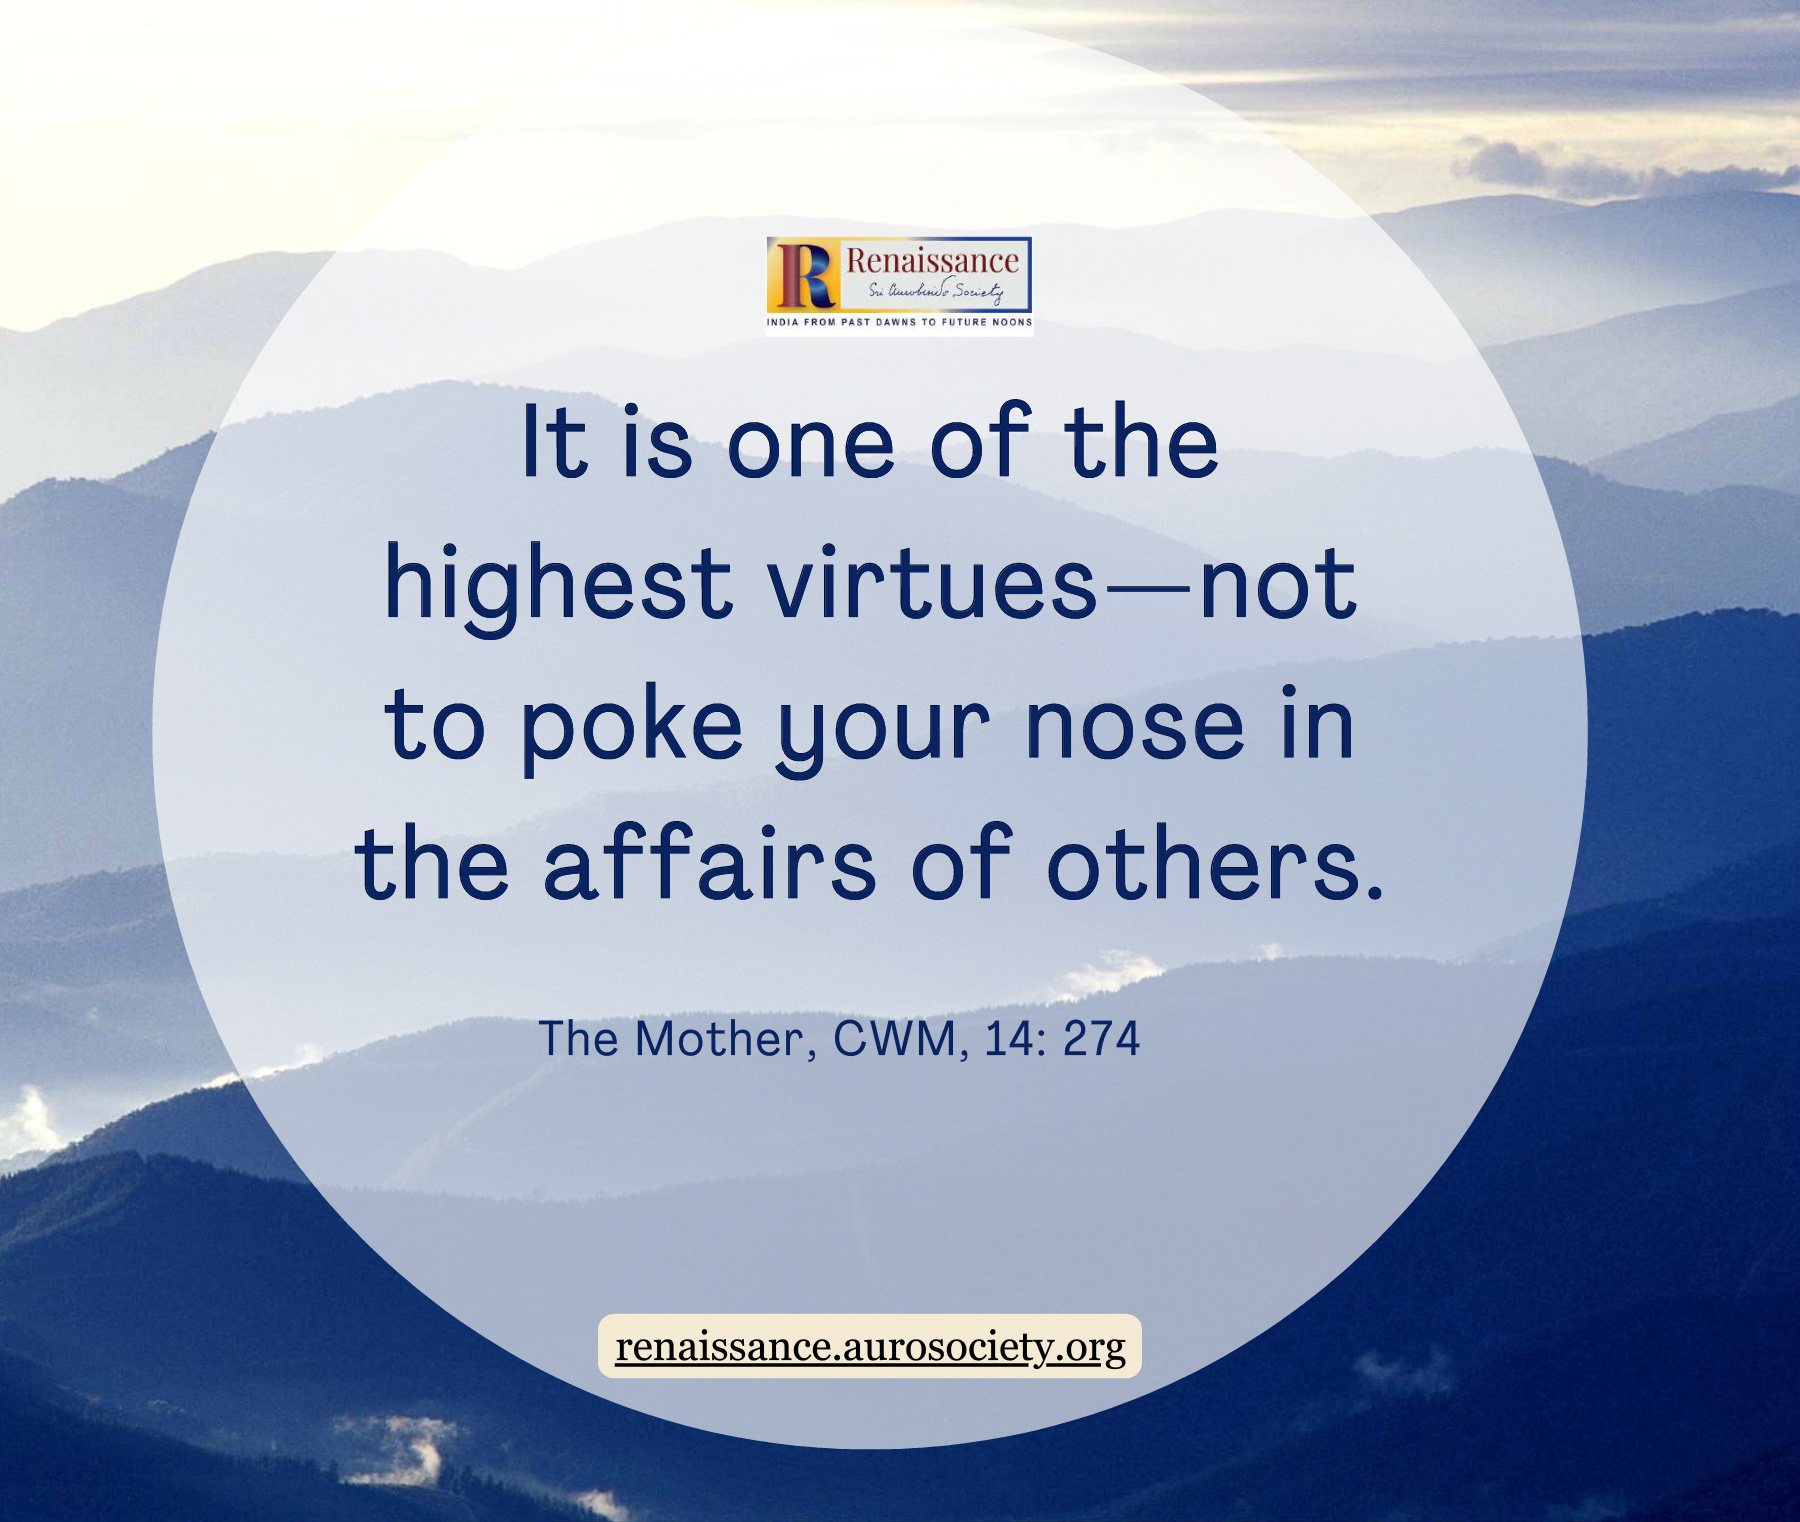 R Renaissance
Sri Aurobindo Society
INDIA FROM PAST DAWNS TO FUTURE NOONS
It is one of the
highest virtues—not
to poke your nose in
the affairs of others.
The Mother, CWM, 14: 274
renaissance.aurosociety.org